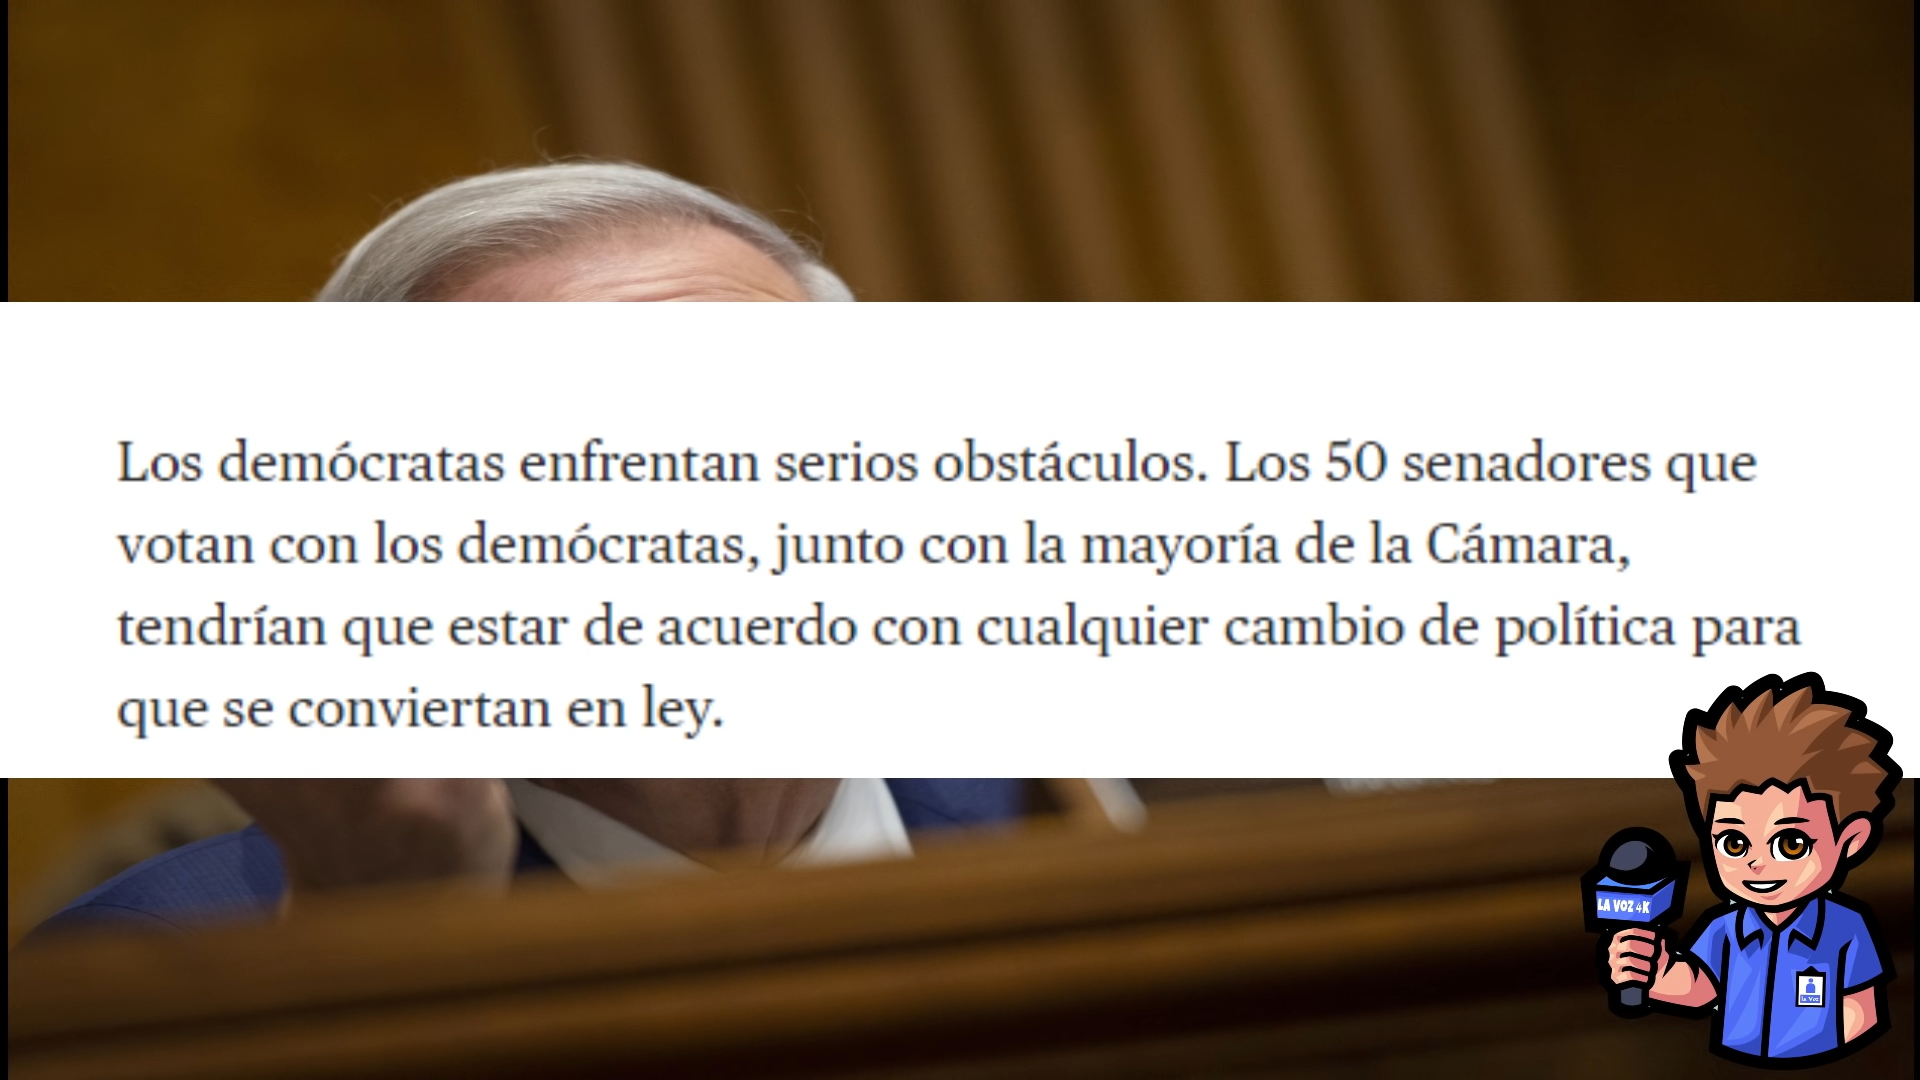 Los demócratas enfrentan serios obstáculos. Los 50 senadores que
votan con los demócratas, junto con la mayoría de la Cámara,
tendrían que estar de acuerdo con cualquier cambio de política para
que se conviertan en ley.
LA VOZ 4K
la Voz